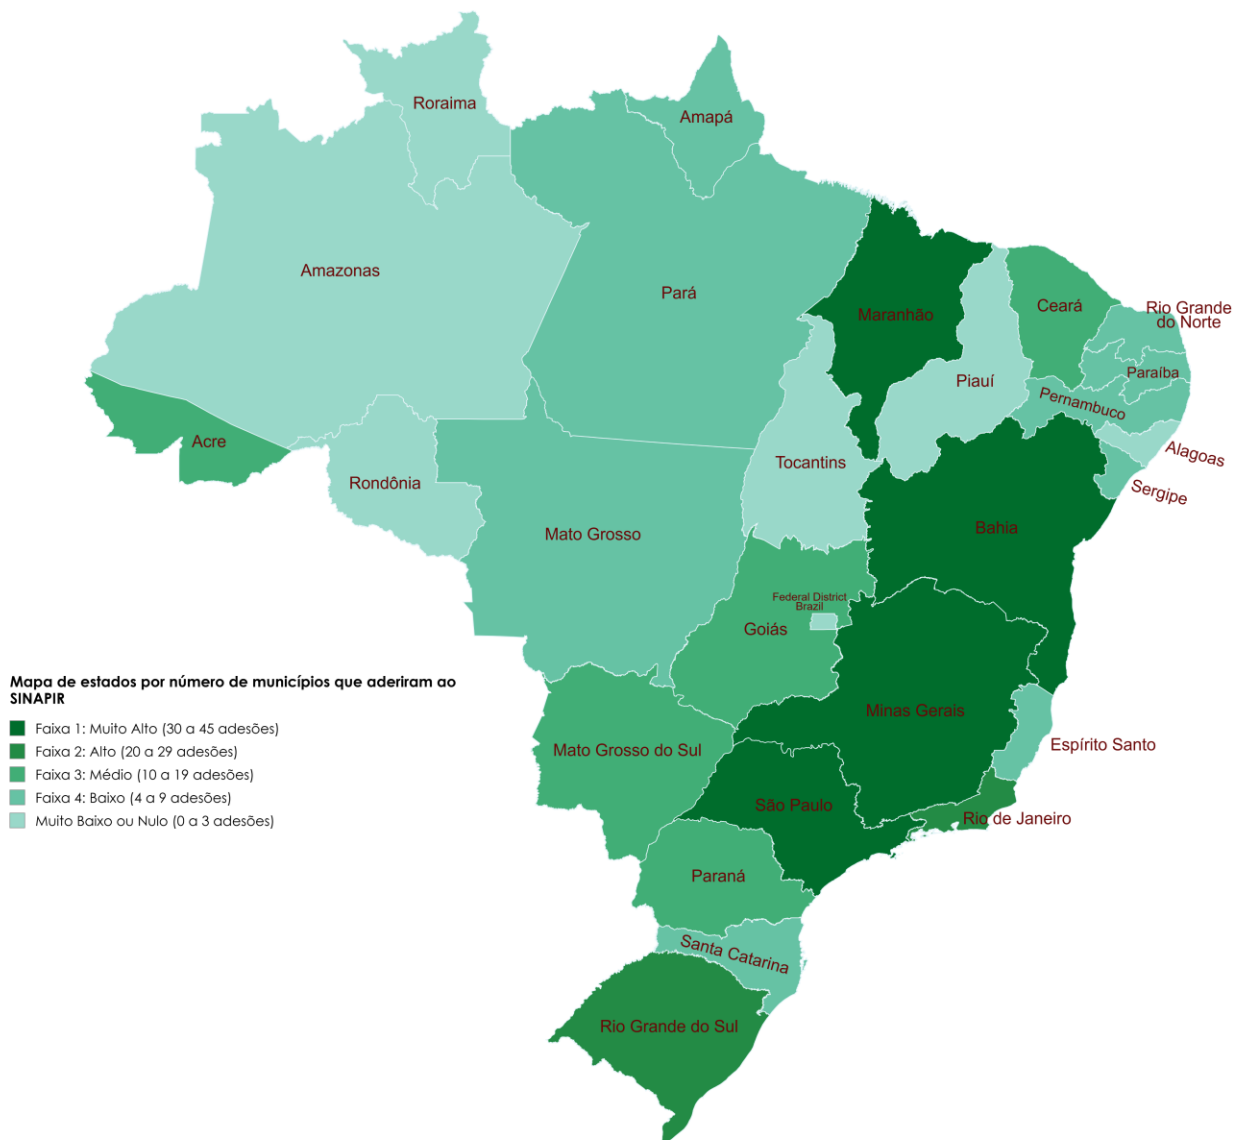 Roraima
Amapá
Amazonas
Pará
Maranhão
Ceará
Rio Grande
do Norte
Piauí
Paraíba
Pernambuco
Acre
Alagoas
Tocantins
Rondônia
Sergipe
Mato Grosso
Bahia
Federal District
Brazil
Goiás
Mapa de estados por número de municípios que aderiram ao
SINAPIR
Faixa 1: Muito Alto (30 a 45 adesões)
Faixa 2: Alto (20 a 29 adesões)
Faixa 3: Médio (10 a 19 adesões)
Faixa 4: Baixo (4 a 9 adesões)
Muito Baixo ou Nulo (0 a 3 adesões)
Minas Gerais
Mato Grosso do Sul
Espírito Santo
São Paulo
Rio de Janeiro
Paraná
Santa Catarina
Rio Grande do Sul